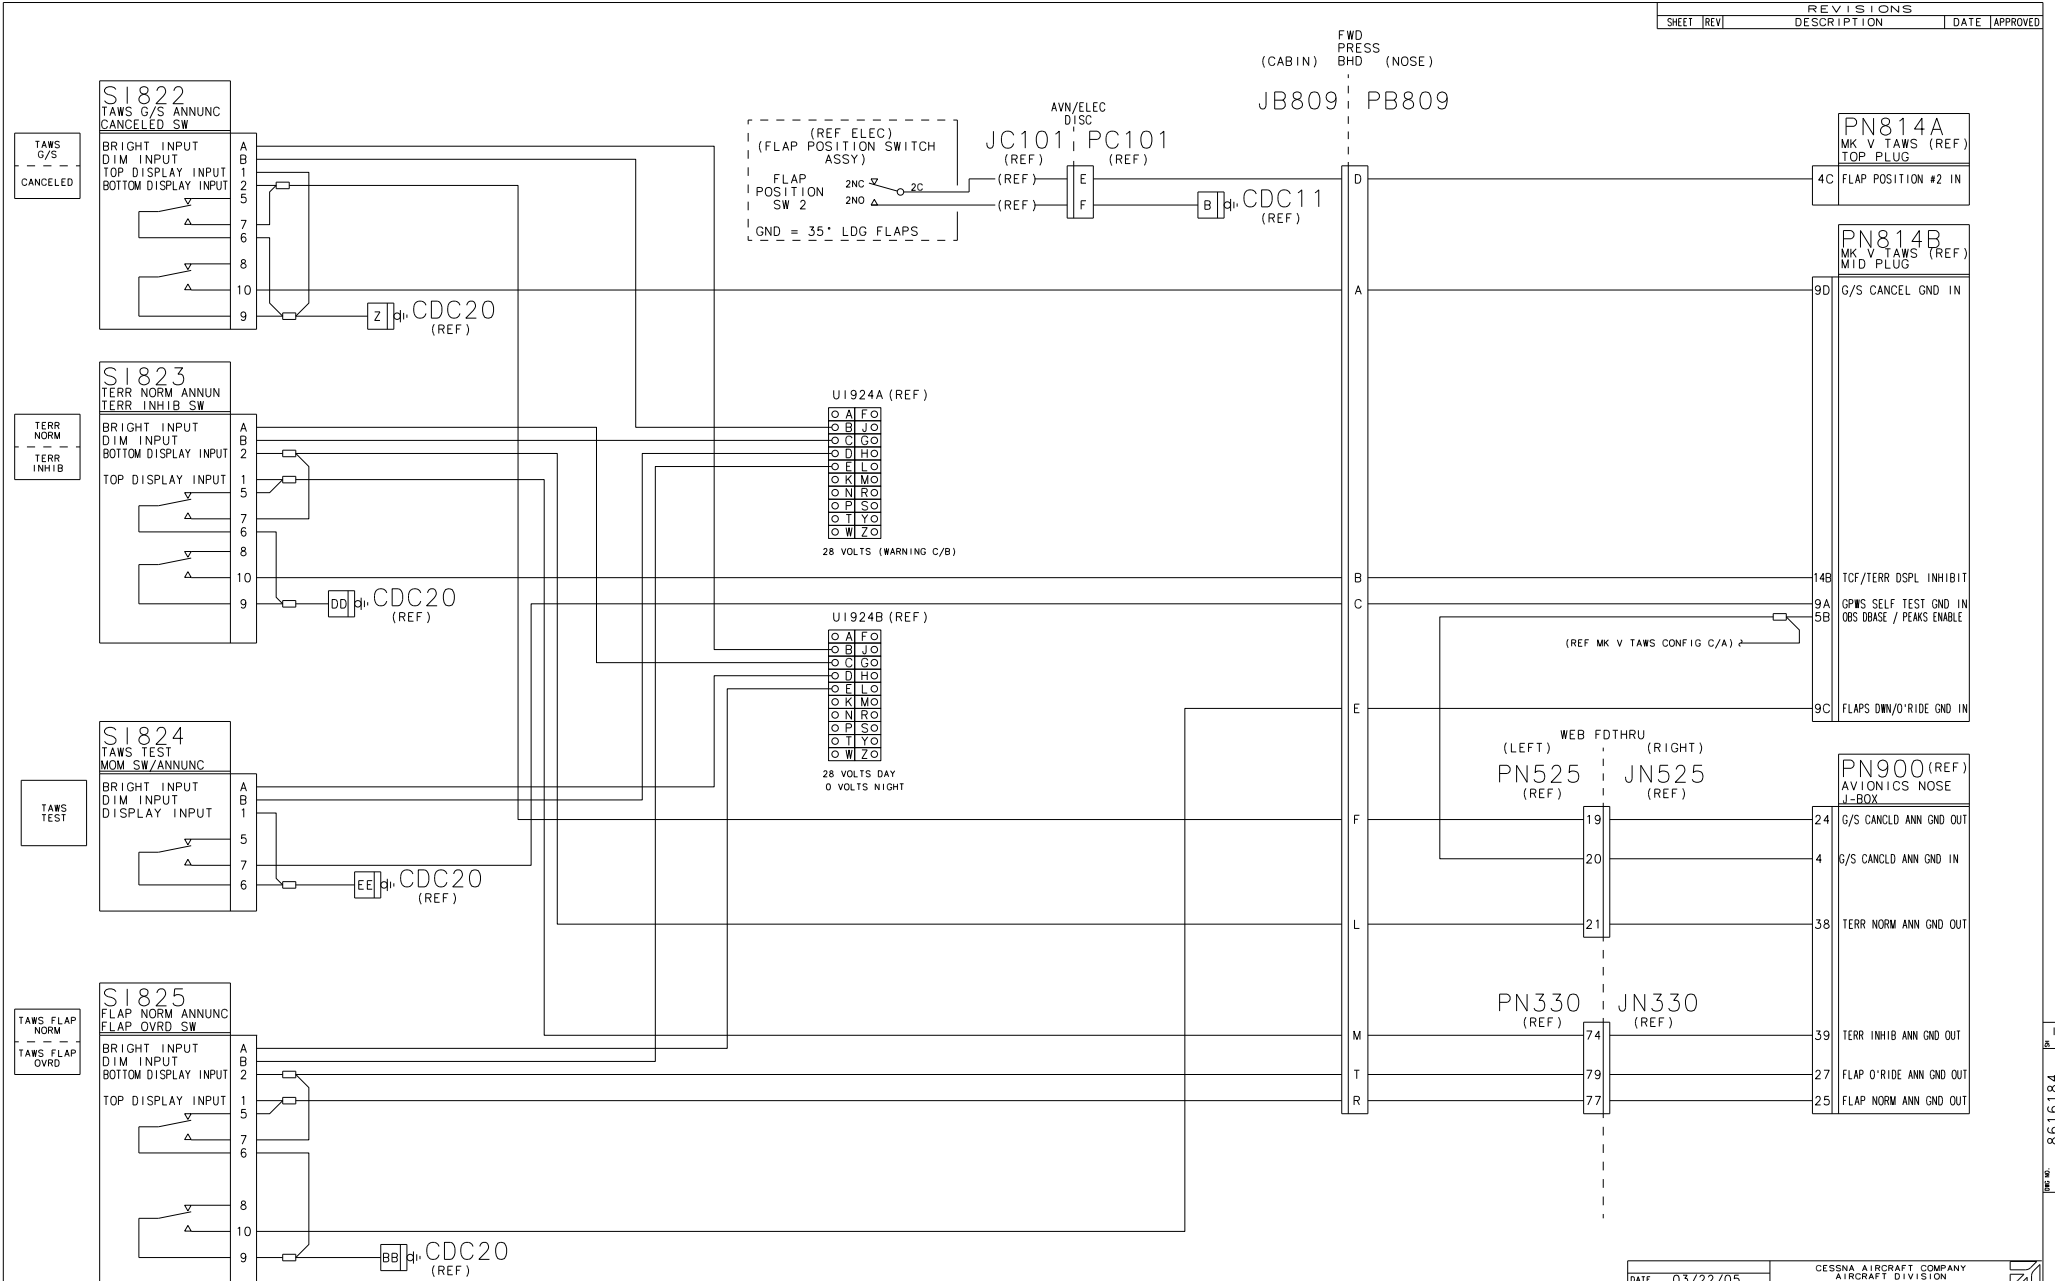 REVISIONS
SHEET REV DESCRIPTION DATE APPROVED
FWD
PRESS
(CABIN) BHD (NOSE)
JB809 PB809
SI822
TAWS G/S ANNUNC
CANCELED SW
TAWS
G/S
CANCELED
BRIGHT INPUT A
DIM INPUT B
TOP DISPLAY INPUT 1
BOTTOM DISPLAY INPUT 2
5
7
6
8
10
9
Z CDC20
(REF)
(REF ELEC)
(FLAP POSITION SWITCH
ASSY)
FLAP
POSITION
SW 2
2NC
2C
2NO
GND = 35° LDG FLAPS
AVN/ELEC
DISC
JC101 PC101
(REF) (REF)
(REF) E
(REF) F
B CDC11
(REF)
D
A
B
C
E
F
L
M
T
R
PN814A
MK V TAWS (REF)
TOP PLUG
4C FLAP POSITION #2 IN
PN814B
MK V TAWS (REF)
MID PLUG
9D G/S CANCEL GND IN
14B TCF/TERR DSPL INHIBIT
9A GPWS SELF TEST GND IN
5B OBS DBASE / PEAKS ENABLE
(REF MK V TAWS CONFIG C/A)
9C FLAPS DWN/O'RIDE GND IN
SI823
TERR NORM ANNUN
TERR INHIB SW
TERR
NORM
TERR
INHIB
BRIGHT INPUT A
DIM INPUT B
BOTTOM DISPLAY INPUT 2
TOP DISPLAY INPUT 1
5
7
6
8
10
9
DD CDC20
(REF)
U1924A (REF)
A F
B J
C G
D H
E L
K M
N R
P S
T Y
W Z
28 VOLTS (WARNING C/B)
U1924B (REF)
A F
B J
C G
D H
E L
K M
N R
P S
T Y
W Z
28 VOLTS DAY
0 VOLTS NIGHT
SI824
TAWS TEST
MOM SW/ANNUNC
TAWS
TEST
BRIGHT INPUT A
DIM INPUT B
DISPLAY INPUT 1
5
7
6
EE CDC20
(REF)
WEB FDTHRU
(LEFT) (RIGHT)
PN525 JN525
(REF) (REF)
19
20
21
PN330 JN330
(REF) (REF)
74
79
77
PN900 (REF)
AVIONICS NOSE
J-BOX
24 G/S CANCLD ANN GND OUT
4 G/S CANCLD ANN GND IN
38 TERR NORM ANN GND OUT
39 TERR INHIB ANN GND OUT
27 FLAP O'RIDE ANN GND OUT
25 FLAP NORM ANN GND OUT
SI825
FLAP NORM ANNUNC
FLAP OVRD SW
TAWS FLAP
NORM
TAWS FLAP
OVRD
BRIGHT INPUT A
DIM INPUT B
BOTTOM DISPLAY INPUT 2
TOP DISPLAY INPUT 1
5
7
6
8
10
9
BB CDC20
(REF)
DWG NO. 8616184 SH 1
DATE 03/22/05
CESSNA AIRCRAFT COMPANY
AIRCRAFT DIVISION